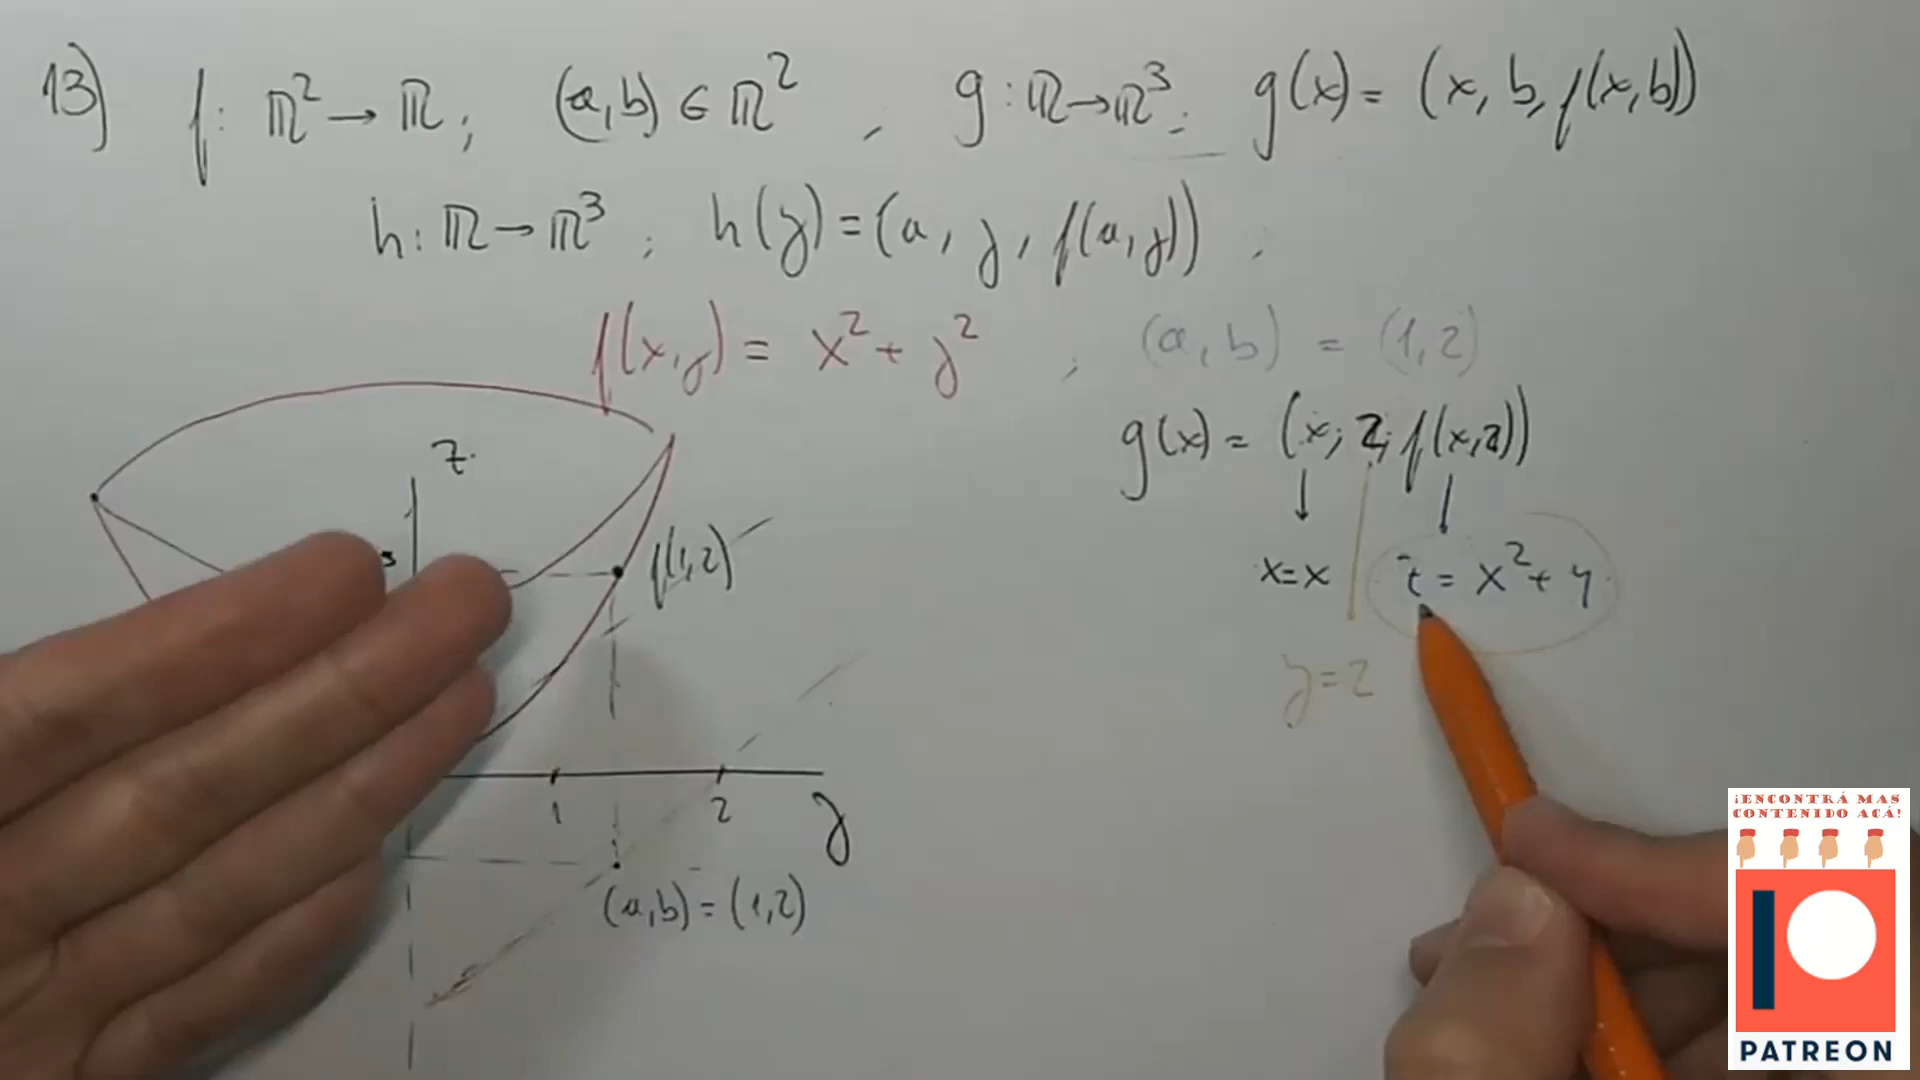 13) f: ℝ² → ℝ ; (a,b) ∈ ℝ² , g: ℝ→ℝ³ ; g(x) = (x, b, f(x,b))
h: ℝ → ℝ³ ; h(y) = (a, y, f(a,y)) ;
f(x,y) = x² + y² ; (a,b) = (1,2)
g(x) = (x, 2, f(x,2))
z
f(1,2)
x=x
z = x² + 4
y=2
1
2
y
(a,b) = (1,2)
¡ENCONTRÁ MAS
CONTENIDO ACÁ!
PATREON